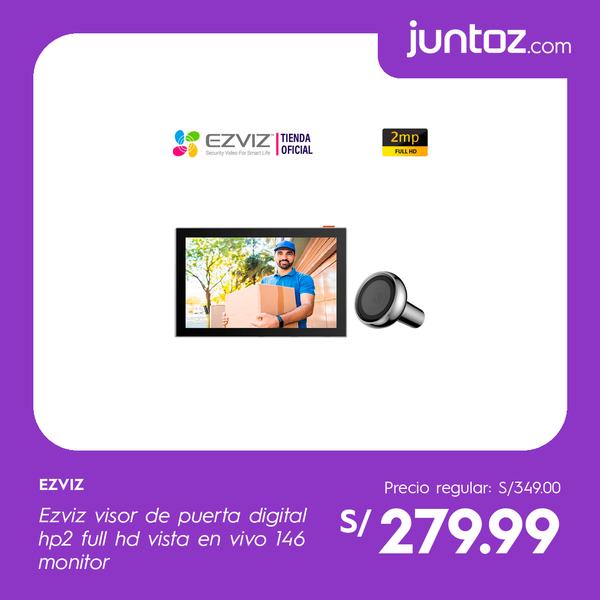 juntoz.com
EZVIZ TIENDA
Security Video For Smart Life OFICIAL
2mp
FULL HD
EZVIZ
Ezviz visor de puerta digital
hp2 full hd vista en vivo 146
monitor
Precio regular: S/349.00
S/279.99